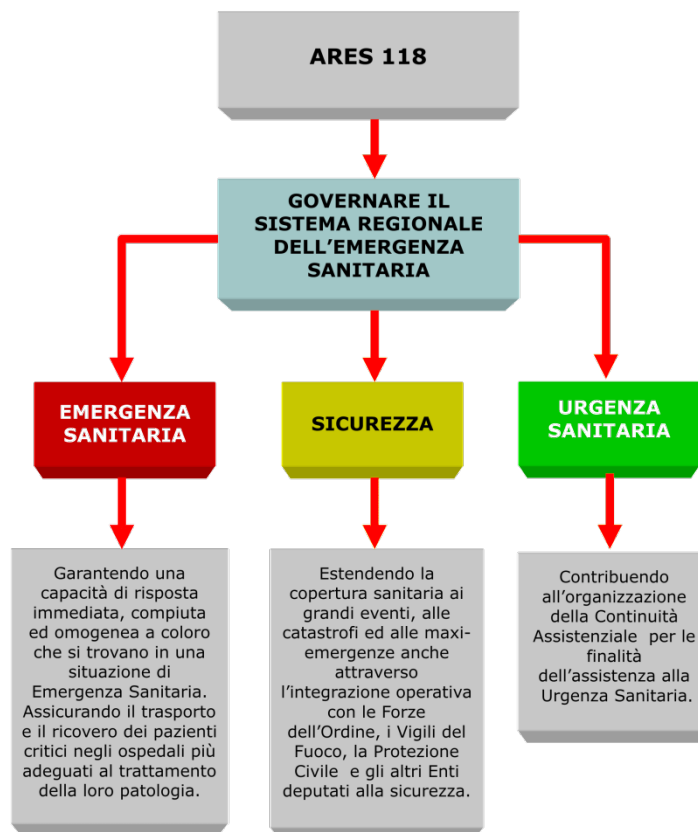 ARES 118
GOVERNARE IL
SISTEMA REGIONALE
DELL’EMERGENZA
SANITARIA
EMERGENZA
SANITARIA
SICUREZZA
URGENZA
SANITARIA
Garantendo una
capacità di risposta
immediata, compiuta
ed omogenea a coloro
che si trovano in una
situazione di
Emergenza Sanitaria.
Assicurando il trasporto
e il ricovero dei pazienti
critici negli ospedali più
adeguati al trattamento
della loro patologia.
Estendendo la
copertura sanitaria ai
grandi eventi, alle
catastrofi ed alle maxi-
emergenze anche
attraverso
l’integrazione operativa
con le Forze
dell’Ordine, i Vigili del
Fuoco, la Protezione
Civile e gli altri Enti
deputati alla sicurezza.
Contribuendo
all’organizzazione
della Continuità
Assistenziale per le
finalità
dell’assistenza alla
Urgenza Sanitaria.